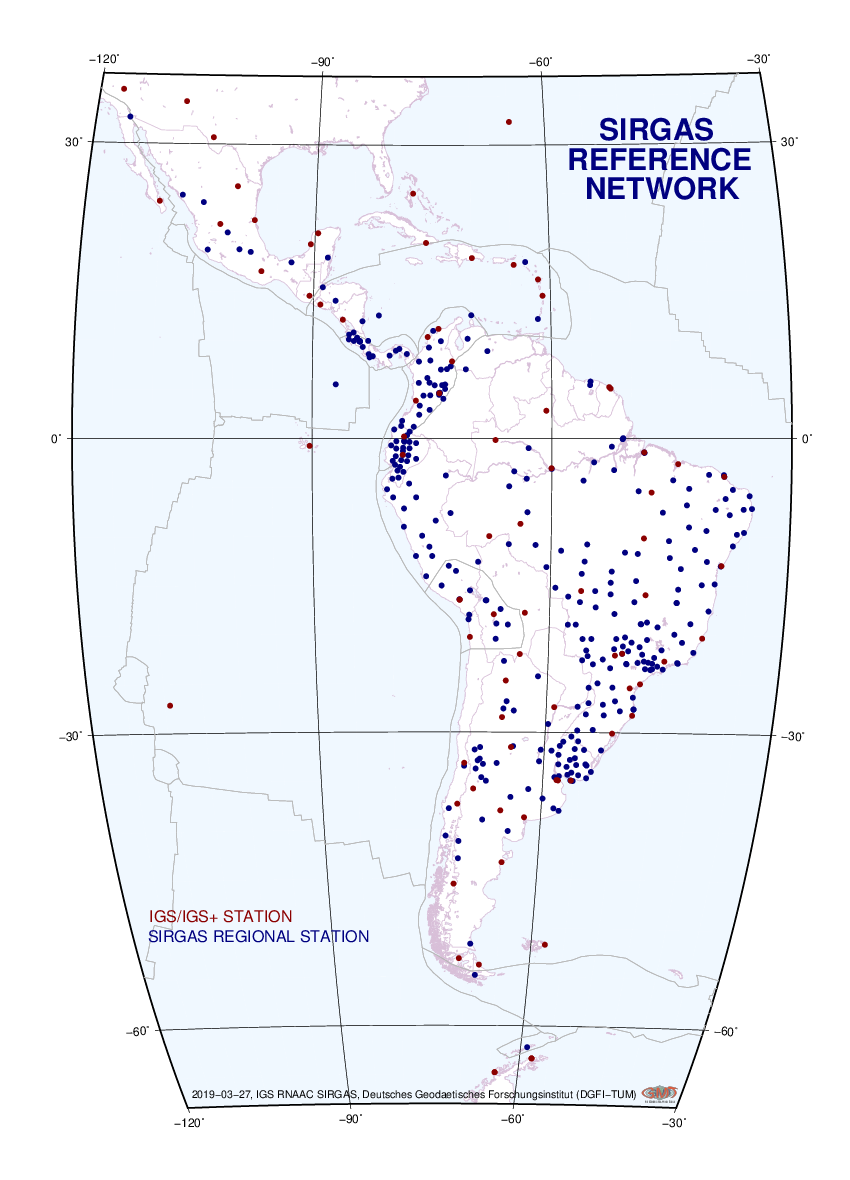 −120° −90° −60° −30°
SIRGAS
REFERENCE
NETWORK
30° 30°
0° 0°
−30° −30°
IGS/IGS+ STATION
SIRGAS REGIONAL STATION
−60° −60°
2019−03−27, IGS RNAAC SIRGAS, Deutsches Geodaetisches Forschungsinstitut (DGFI−TUM)
−120° −90° −60° −30°